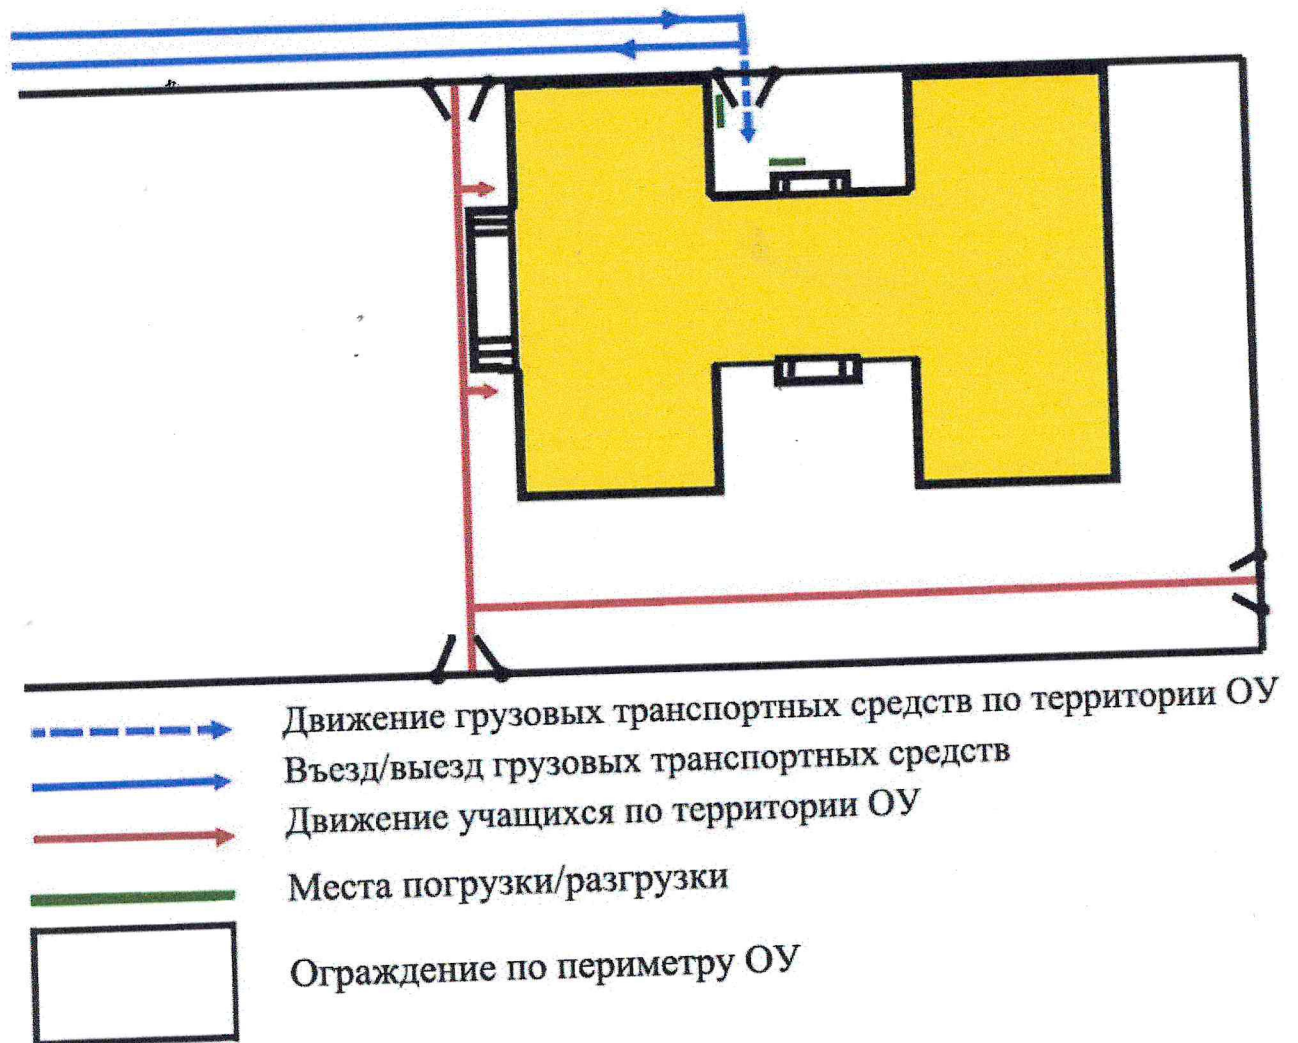 Движение грузовых транспортных средств по территории ОУ
Въезд/выезд грузовых транспортных средств
Движение учащихся по территории ОУ
Места погрузки/разгрузки
Ограждение по периметру ОУ